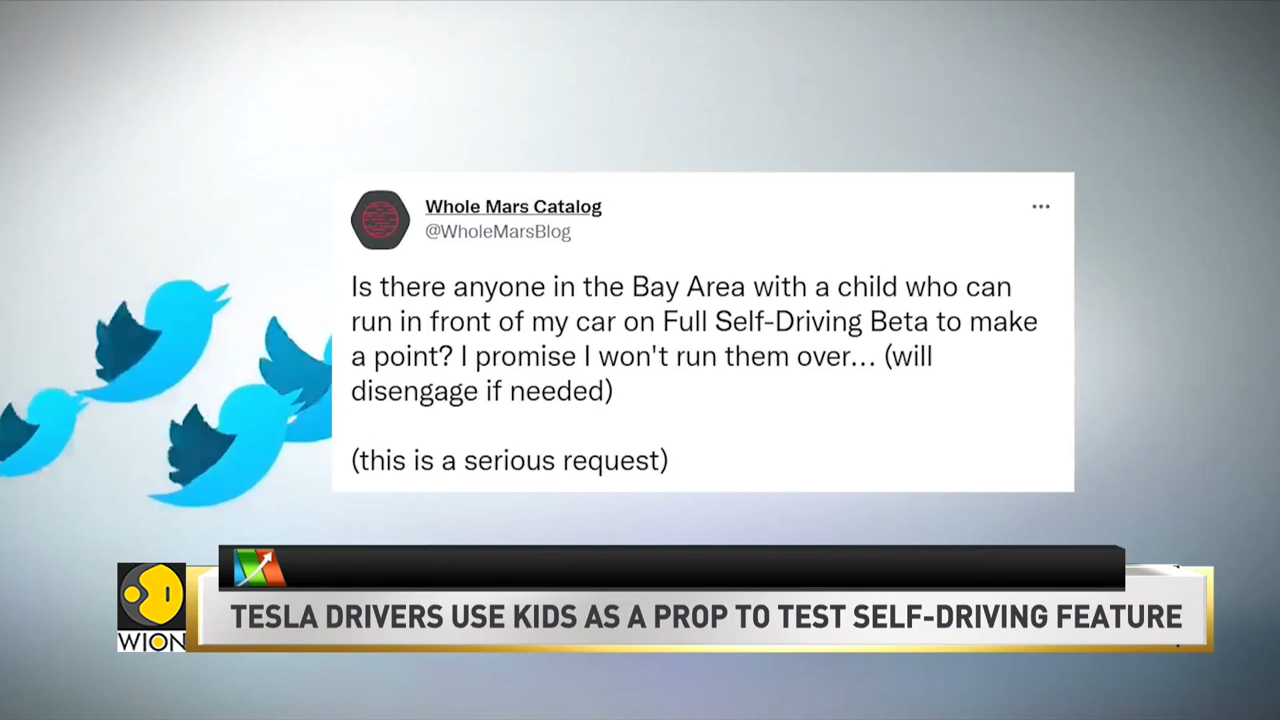 Whole Mars Catalog
@WholeMarsBlog
Is there anyone in the Bay Area with a child who can
run in front of my car on Full Self-Driving Beta to make
a point? I promise I won't run them over... (will
disengage if needed)
(this is a serious request)
TESLA DRIVERS USE KIDS AS A PROP TO TEST SELF-DRIVING FEATURE
WION